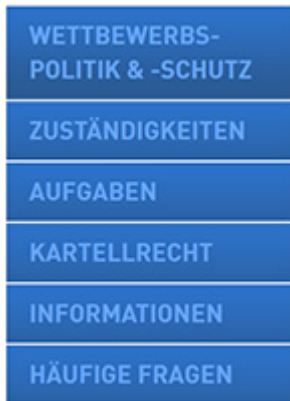 WETTBEWERBS-
POLITIK & -SCHUTZ
ZUSTÄNDIGKEITEN
AUFGABEN
KARTELLRECHT
INFORMATIONEN
HÄUFIGE FRAGEN